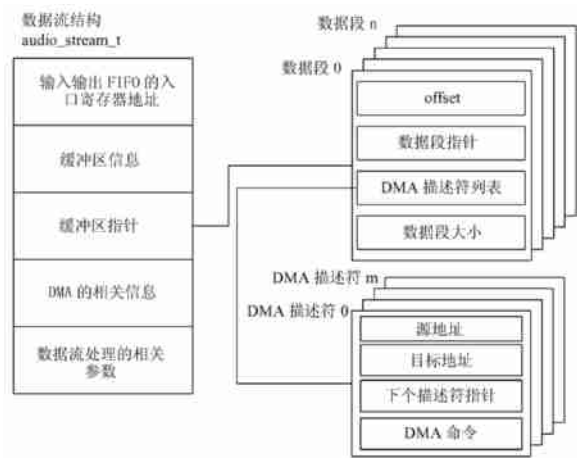 数据流结构
audio_stream_t
输入输出 FIFO 的入
口寄存器地址
缓冲区信息
缓冲区指针
DMA 的相关信息
数据流处理的相关
参数
数据段 n
数据段 0
offset
数据段指针
DMA 描述符列表
数据段大小
DMA 描述符 m
DMA 描述符 0
源地址
目标地址
下个描述符指针
DMA 命令